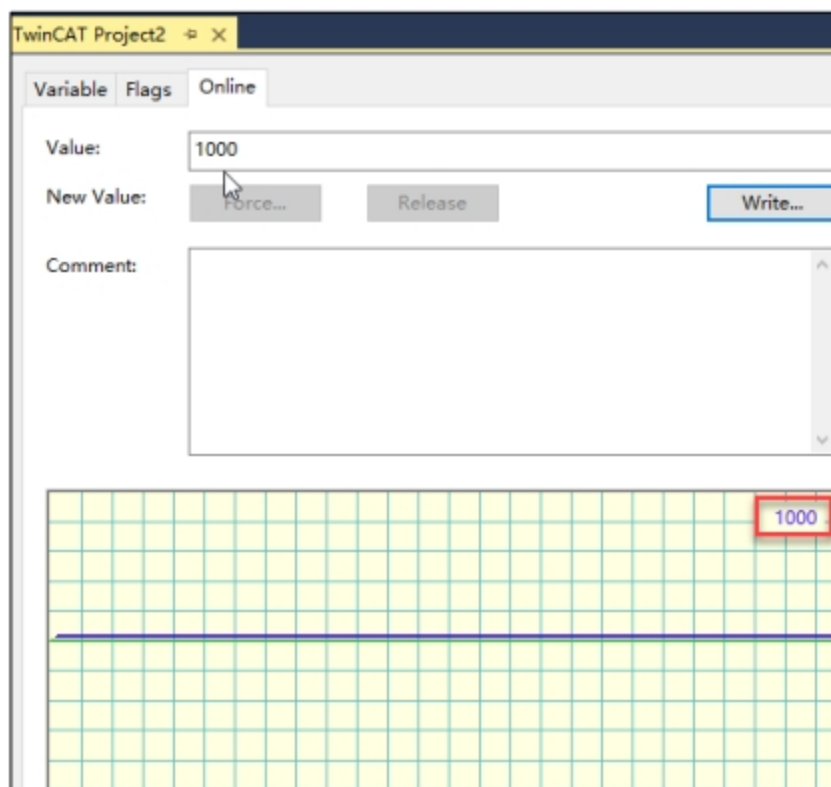 TwinCAT Project2
Variable Flags Online
Value: 1000
New Value: Force... Release Write...
Comment:
1000